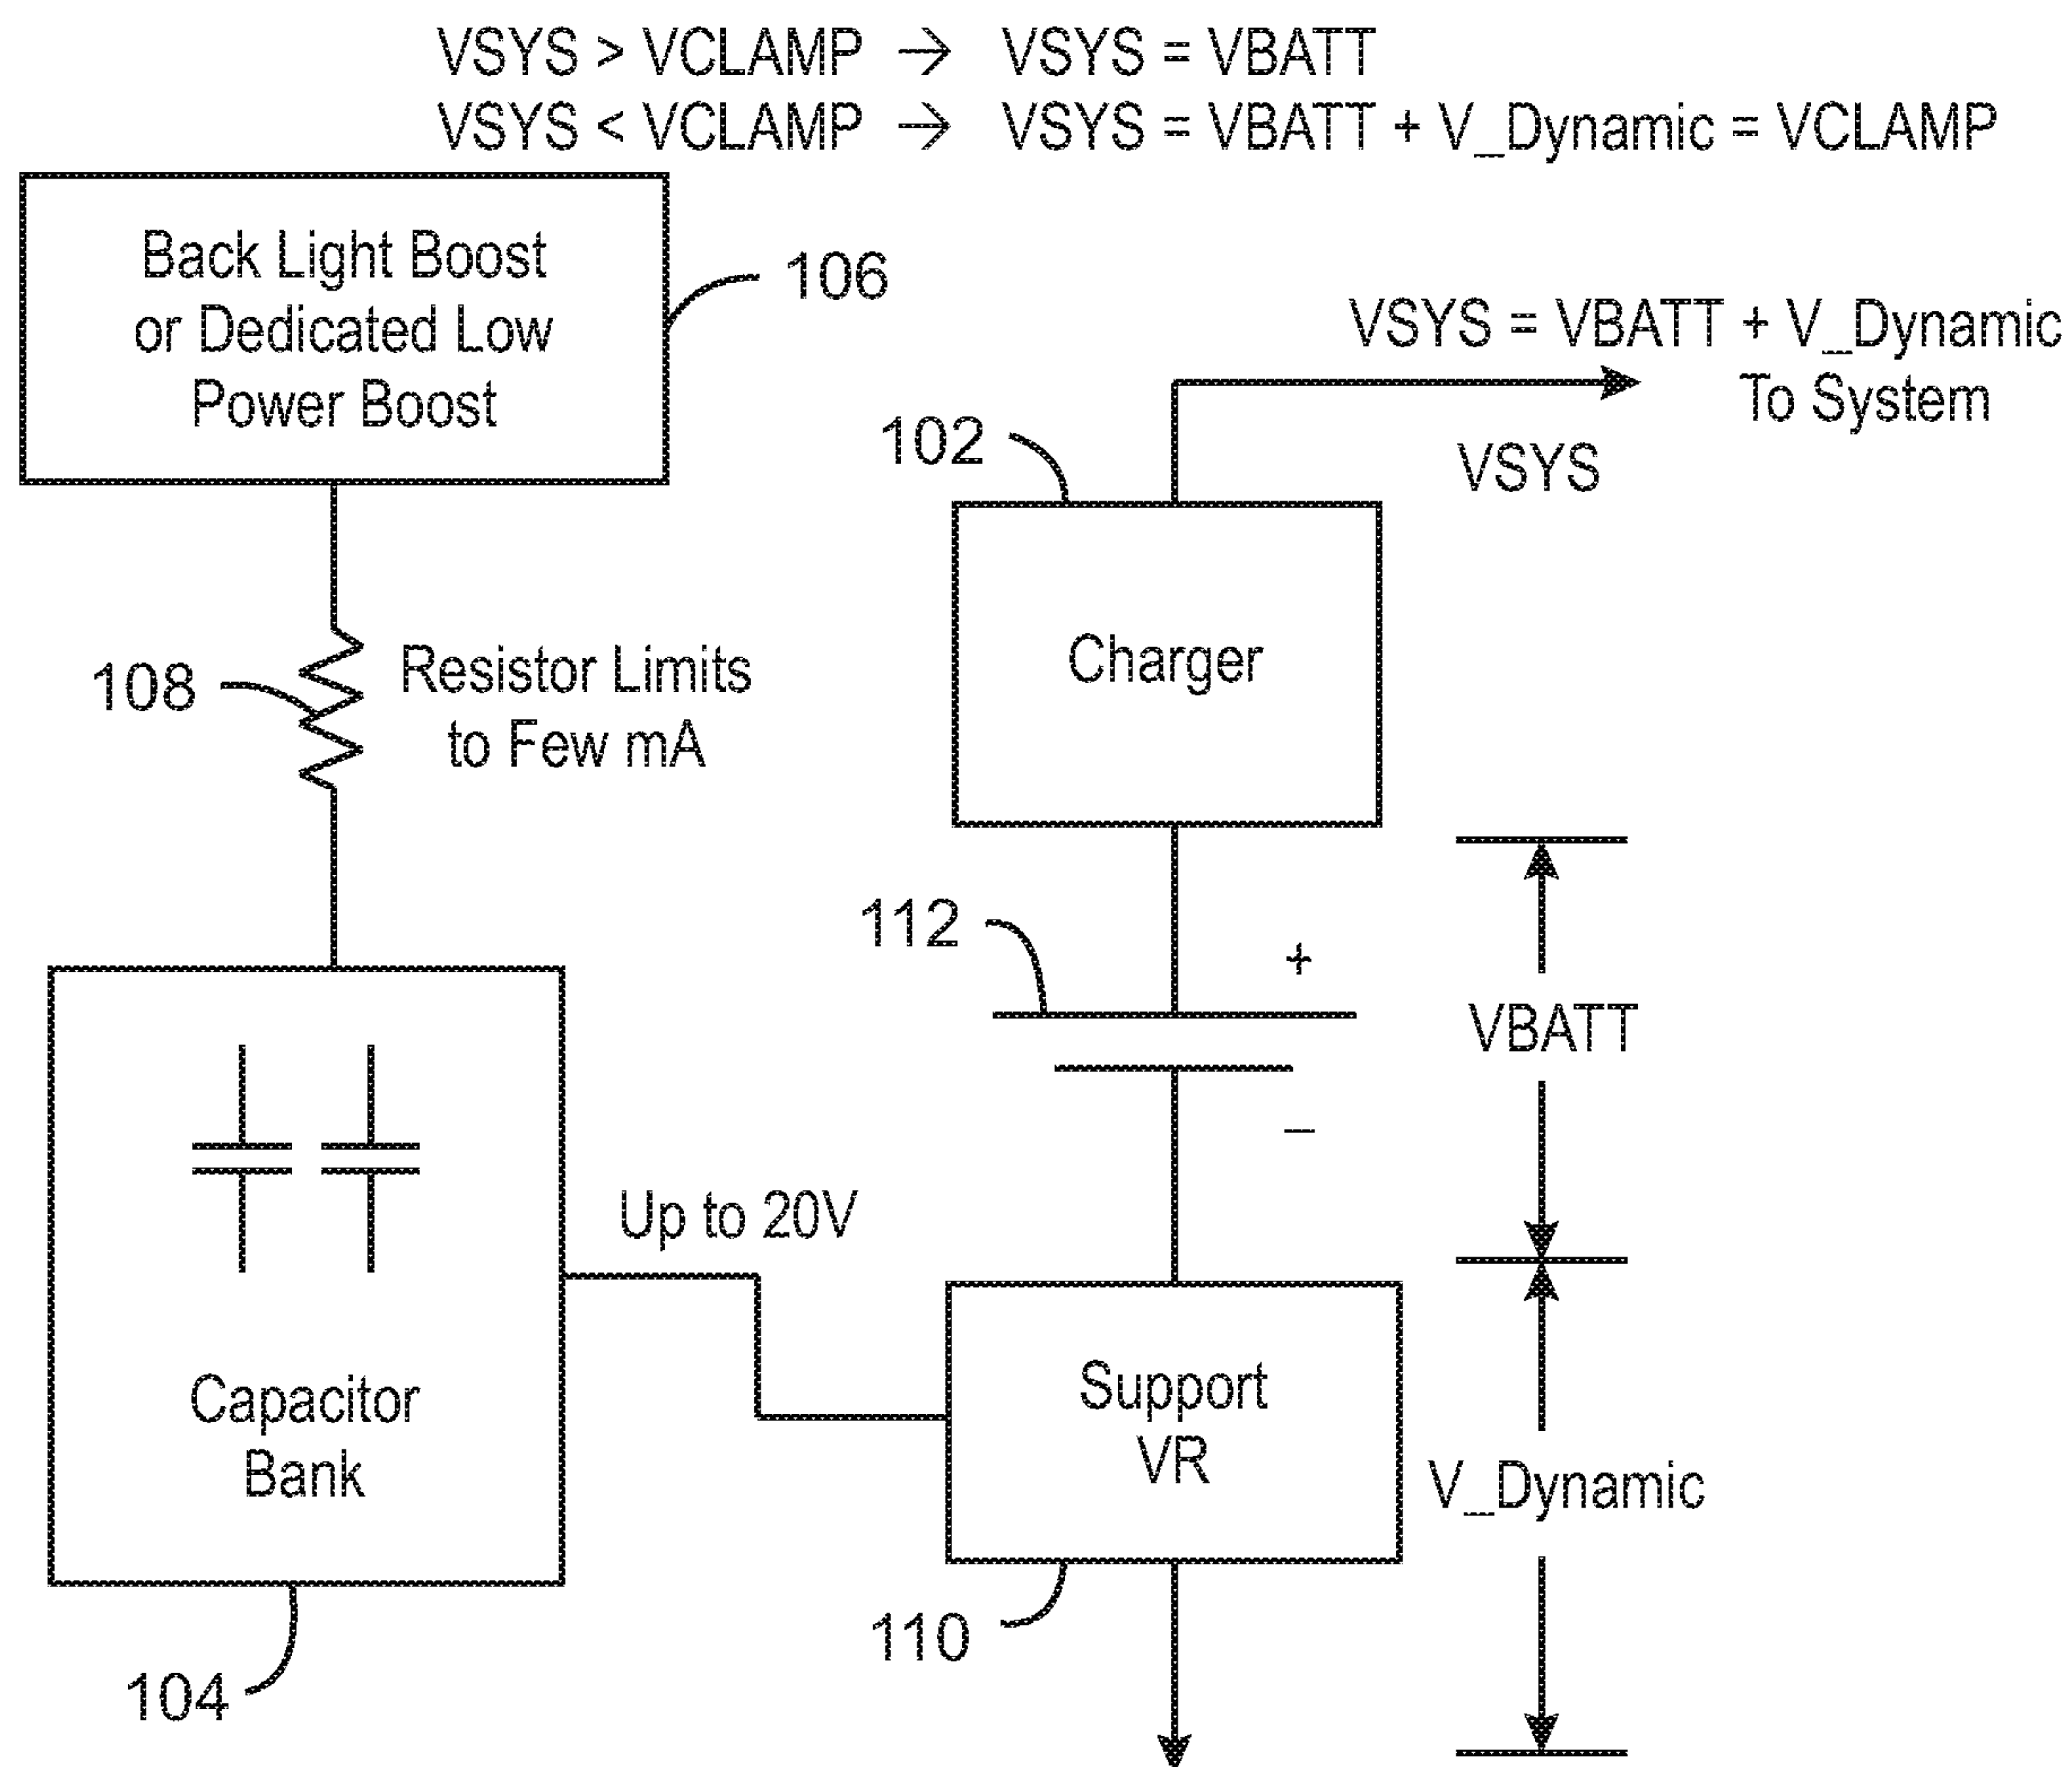 VSYS > VCLAMP → VSYS = VBATT
VSYS < VCLAMP → VSYS = VBATT + V_Dynamic = VCLAMP
Back Light Boost
or Dedicated Low
Power Boost
106
VSYS = VBATT + V_Dynamic
To System
VSYS
102
Charger
108
Resistor Limits
to Few mA
112
+
–
VBATT
Up to 20V
Capacitor
Bank
Support
VR
V_Dynamic
110
104